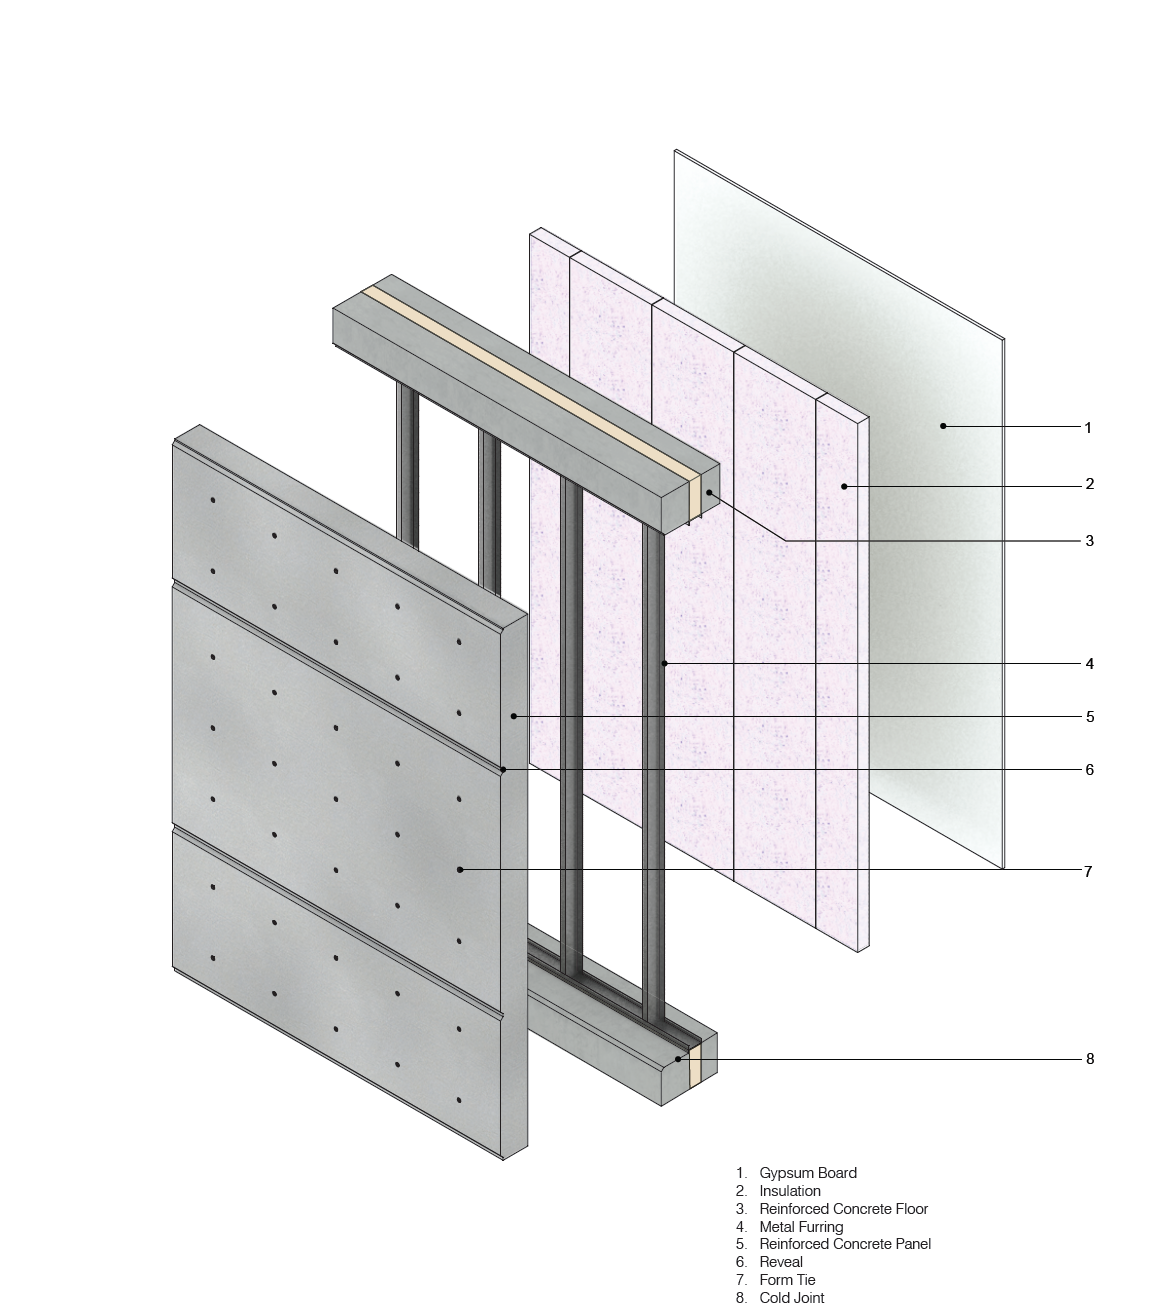 1
2
3
4
5
6
7
8
1. Gypsum Board
2. Insulation
3. Reinforced Concrete Floor
4. Metal Furring
5. Reinforced Concrete Panel
6. Reveal
7. Form Tie
8. Cold Joint